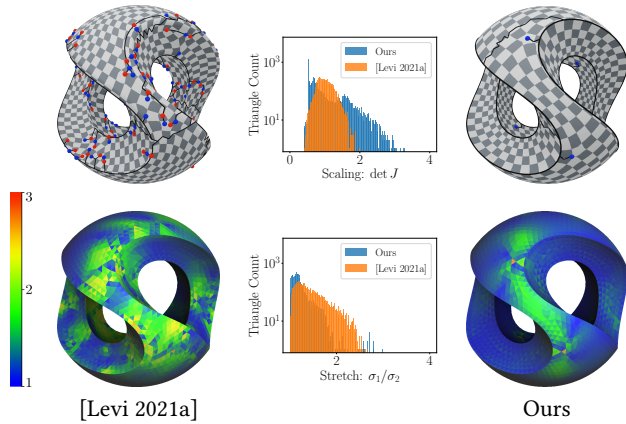 Ours
[Levi 2021a]
10³
10¹
Triangle Count
0
2
4
Scaling: det J
3
2
1
Ours
[Levi 2021a]
10³
10¹
Triangle Count
2
4
Stretch: σ₁/σ₂
[Levi 2021a]
Ours